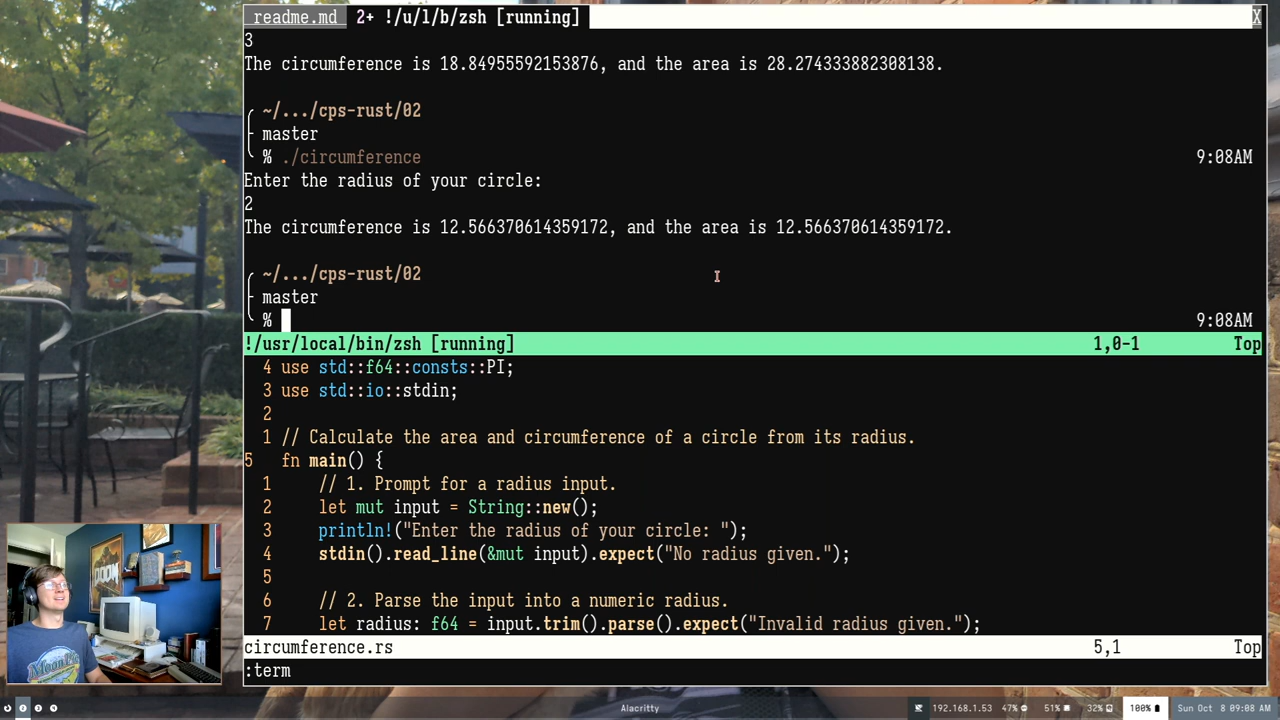 readme.md  2+ !/u/l/b/zsh [running] X
3
The circumference is 18.84955592153876, and the area is 28.274333882308138.
~/.../cps-rust/02
master
% ./circumference 9:08AM
Enter the radius of your circle:
2
The circumference is 12.566370614359172, and the area is 12.566370614359172.
~/.../cps-rust/02
master
% 9:08AM
!/usr/local/bin/zsh [running] 1,0-1 Top
4 use std::f64::consts::PI;
3 use std::io::stdin;
2
1 // Calculate the area and circumference of a circle from its radius.
5 fn main() {
1 // 1. Prompt for a radius input.
2 let mut input = String::new();
3 println!("Enter the radius of your circle: ");
4 stdin().read_line(&mut input).expect("No radius given.");
5
6 // 2. Parse the input into a numeric radius.
7 let radius: f64 = input.trim().parse().expect("Invalid radius given.");
circumference.rs 5,1 Top
:term
DOOM
Alacritty 192.168.1.53 47% 51% 32% 100% Sun Oct 8 09:08 AM